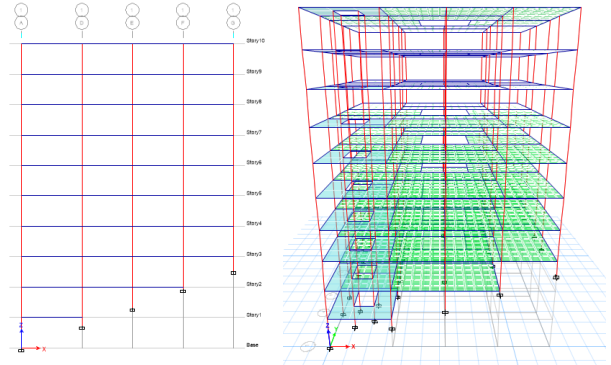 A
D
E
F
G
Story10
Story9
Story8
Story7
Story6
Story5
Story4
Story3
Story2
Story1
Base
Z
X
Z
Y
X